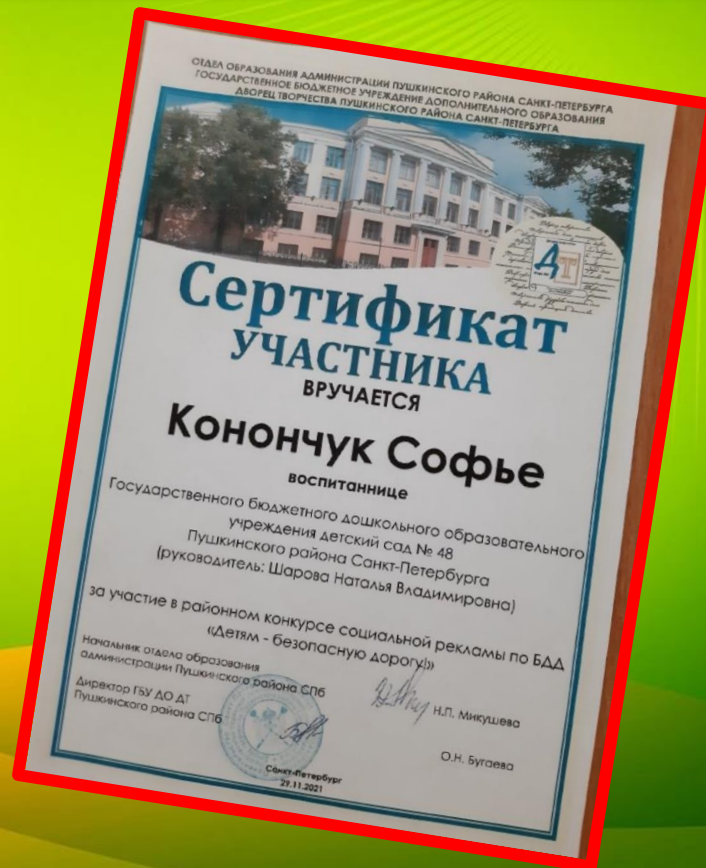 ОТДЕЛ ОБРАЗОВАНИЯ АДМИНИСТРАЦИИ ПУШКИНСКОГО РАЙОНА САНКТ-ПЕТЕРБУРГА
ГОСУДАРСТВЕННОЕ БЮДЖЕТНОЕ УЧРЕЖДЕНИЕ ДОПОЛНИТЕЛЬНОГО ОБРАЗОВАНИЯ
ДВОРЕЦ ТВОРЧЕСТВА ПУШКИНСКОГО РАЙОНА САНКТ-ПЕТЕРБУРГА
ДТ
Сертификат
УЧАСТНИКА
ВРУЧАЕТСЯ
Конончук Софье
воспитаннице
Государственного бюджетного дошкольного образовательного
учреждения детский сад № 48
Пушкинского района Санкт-Петербурга
(руководитель: Шарова Наталья Владимировна)
за участие в районном конкурсе социальной рекламы по БДД
«Детям - безопасную дорогу!»
Начальник отдела образования
администрации Пушкинского района СПб
Н.П. Микушева
Директор ГБУ ДО ДТ
Пушкинского района СПб
О.Н. Бугаева
Санкт-Петербург
29.11.2021